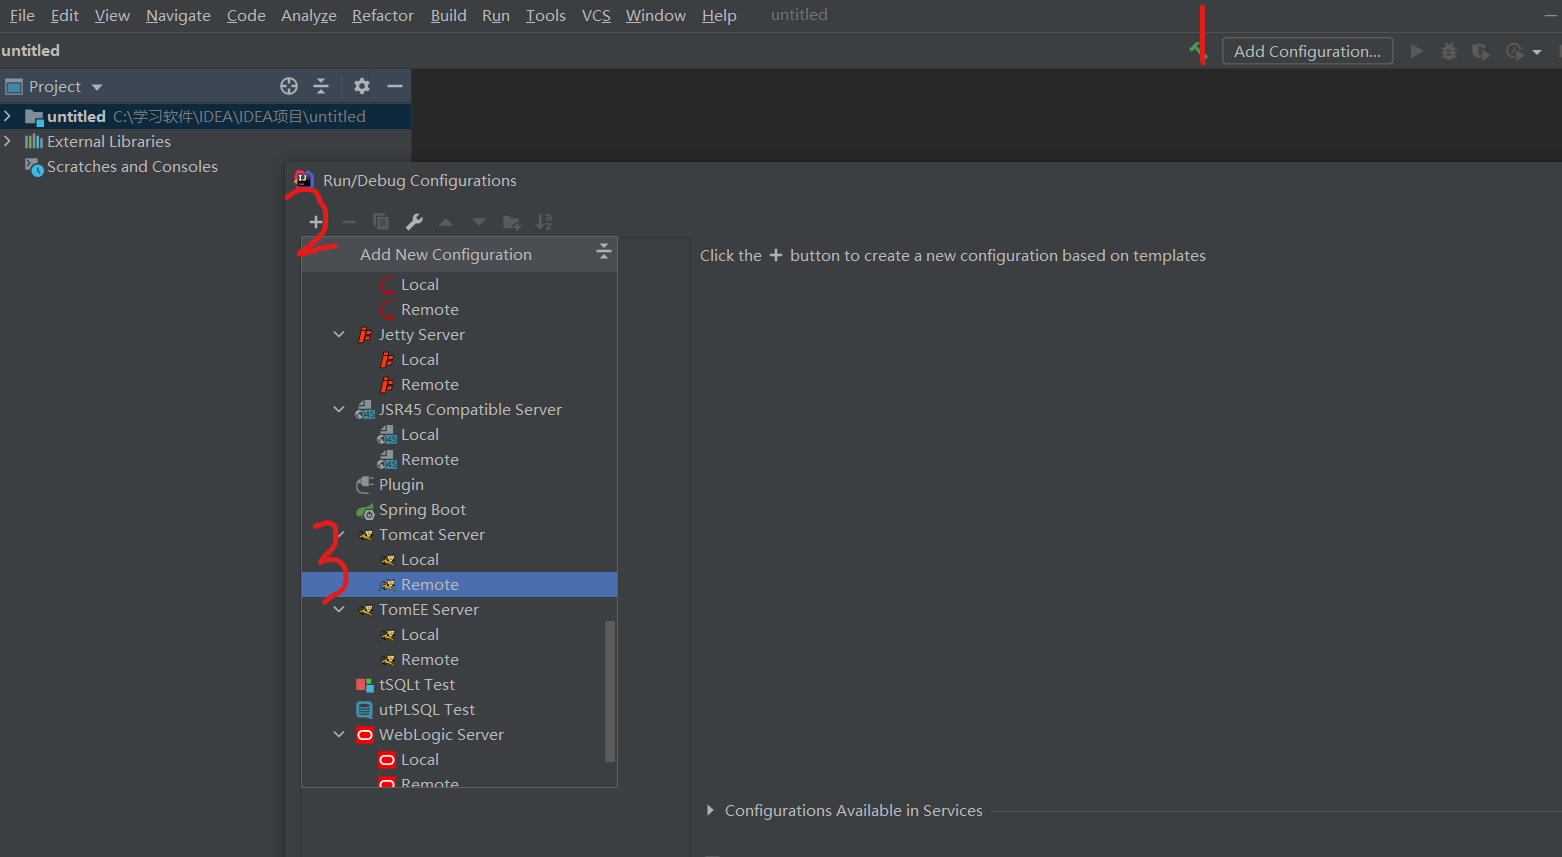 File Edit View Navigate Code Analyze Refactor Build Run Tools VCS Window Help untitled
untitled
1
Add Configuration...
Project
untitled C:\学习软件\IDEA\IDEA项目\untitled
External Libraries
Scratches and Consoles
Run/Debug Configurations
2
Add New Configuration
Click the + button to create a new configuration based on templates
Local
Remote
Jetty Server
Local
Remote
JSR45 Compatible Server
Local
Remote
Plugin
Spring Boot
3
Tomcat Server
Local
Remote
TomEE Server
Local
Remote
tSQLt Test
utPLSQL Test
WebLogic Server
Local
Remote
Configurations Available in Services